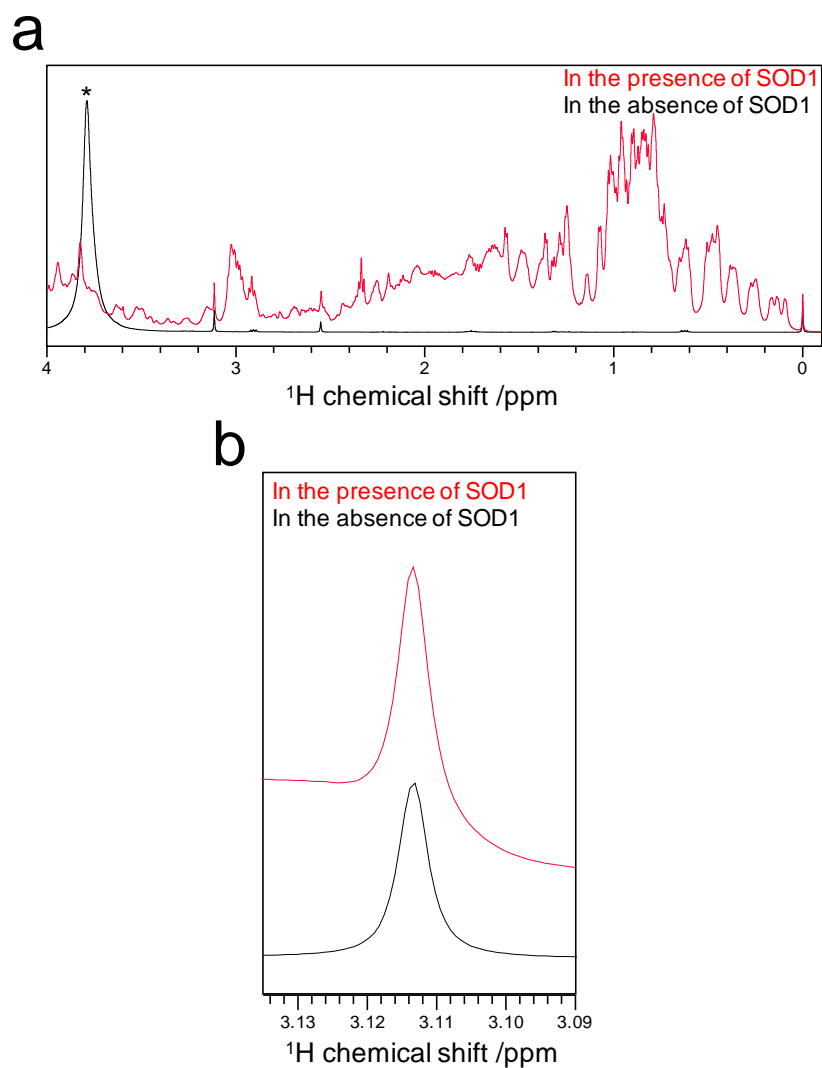 a
*
In the presence of SOD1
In the absence of SOD1
4 3 2 1 0
¹H chemical shift /ppm
b
In the presence of SOD1
In the absence of SOD1
3.13 3.12 3.11 3.10 3.09
¹H chemical shift /ppm